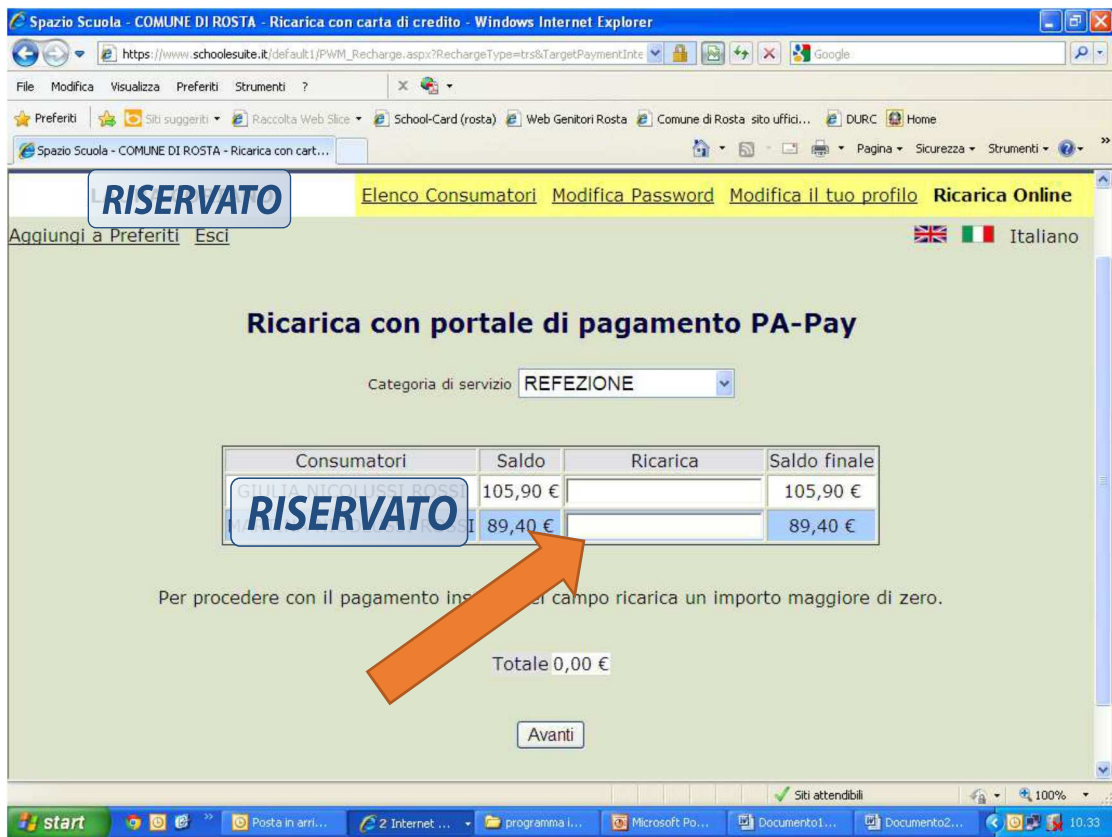 Spazio Scuola - COMUNE DI ROSTA - Ricarica con carta di credito - Windows Internet Explorer
https://www.schoolesuite.it/default1/PWM_Recharge.aspx?RechargeType=trs&TargetPaymentInte
Google
File Modifica Visualizza Preferiti Strumenti ?
Preferiti Siti suggeriti Raccolta Web Slice School-Card (rosta) Web Genitori Rosta Comune di Rosta sito uffici... DURC Home
Spazio Scuola - COMUNE DI ROSTA - Ricarica con cart... Pagina Sicurezza Strumenti
RISERVATO Elenco Consumatori Modifica Password Modifica il tuo profilo Ricarica Online
Aggiungi a Preferiti Esci Italiano
Ricarica con portale di pagamento PA-Pay
Categoria di servizio REFEZIONE
Consumatori Saldo Ricarica Saldo finale
105,90 € 105,90 €
RISERVATO
89,40 € 89,40 €
Per procedere con il pagamento campo ricarica un importo maggiore di zero.
Totale 0,00 €
Avanti
Siti attendibili 100%
start Posta in arri... 2 Internet ... programma i... Microsoft Po... Documento1... Documento2... 10.33